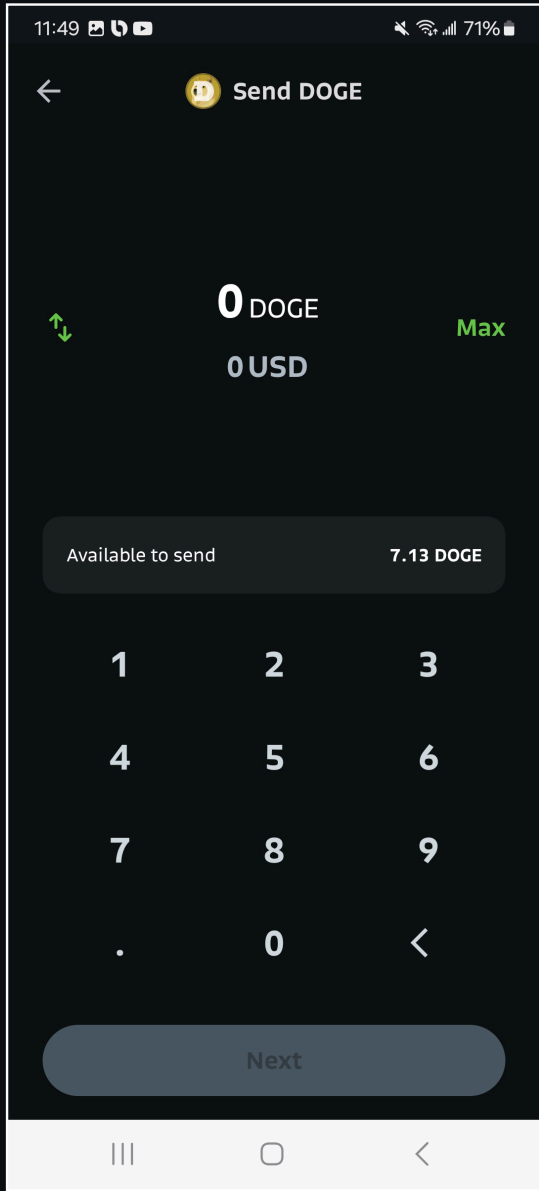 11:49 71%
Send DOGE
0 DOGE
Max
0 USD
Available to send 7.13 DOGE
1 2 3
4 5 6
7 8 9
. 0
Next